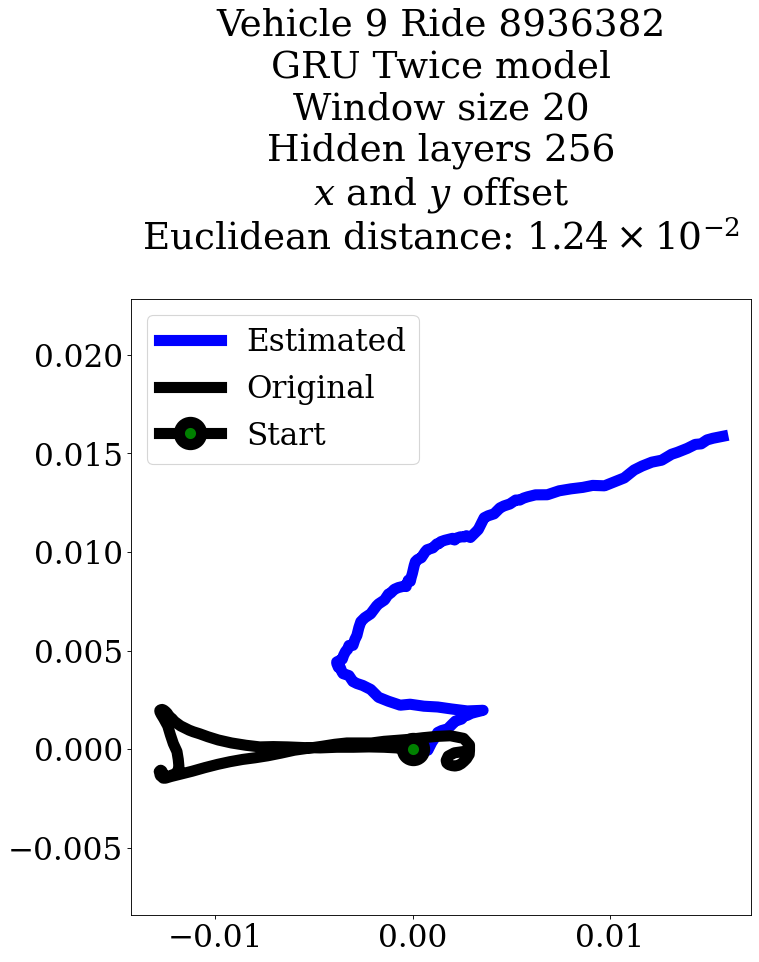 Vehicle 9 Ride 8936382
GRU Twice model
Window size 20
Hidden layers 256
x and y offset
Euclidean distance: 1.24 × 10⁻²
Estimated
Original
Start
0.020
0.015
0.010
0.005
0.000
−0.005
−0.01 0.00 0.01